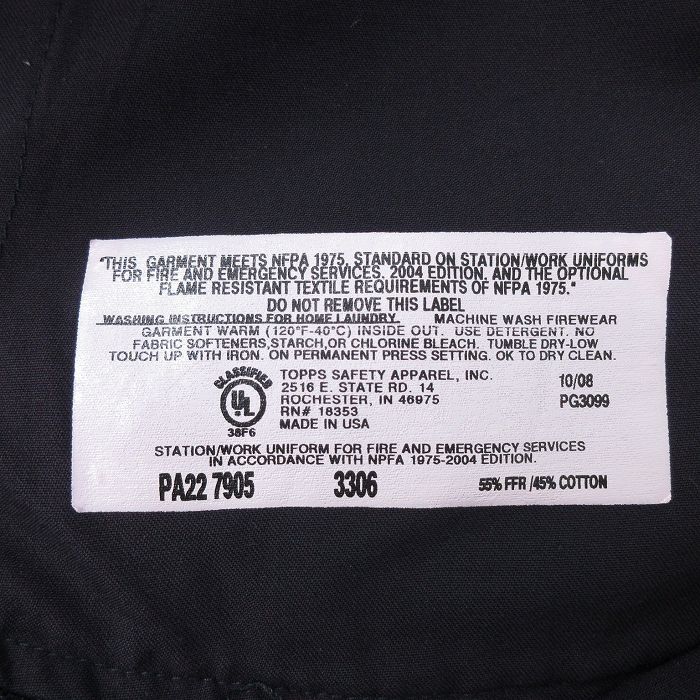 "THIS GARMENT MEETS NFPA 1975, STANDARD ON STATION/WORK UNIFORMS
FOR FIRE AND EMERGENCY SERVICES, 2004 EDITION, AND THE OPTIONAL
FLAME RESISTANT TEXTILE REQUIREMENTS OF NFPA 1975."
DO NOT REMOVE THIS LABEL
WASHING INSTRUCTIONS FOR HOME LAUNDRY. MACHINE WASH FIREWEAR
GARMENT WARM (120°F-40°C) INSIDE OUT. USE DETERGENT. NO
FABRIC SOFTENERS,STARCH,OR CHLORINE BLEACH. TUMBLE DRY-LOW
TOUCH UP WITH IRON. ON PERMANENT PRESS SETTING. OK TO DRY CLEAN.
CLASSIFIED
UL
38F6
TOPPS SAFETY APPAREL, INC.
2516 E. STATE RD. 14
ROCHESTER, IN 46975
RN# 18353
MADE IN USA
10/08
PG3099
STATION/WORK UNIFORM FOR FIRE AND EMERGENCY SERVICES
IN ACCORDANCE WITH NPFA 1975-2004 EDITION.
PA22 7905 3306 55% FFR /45% COTTON